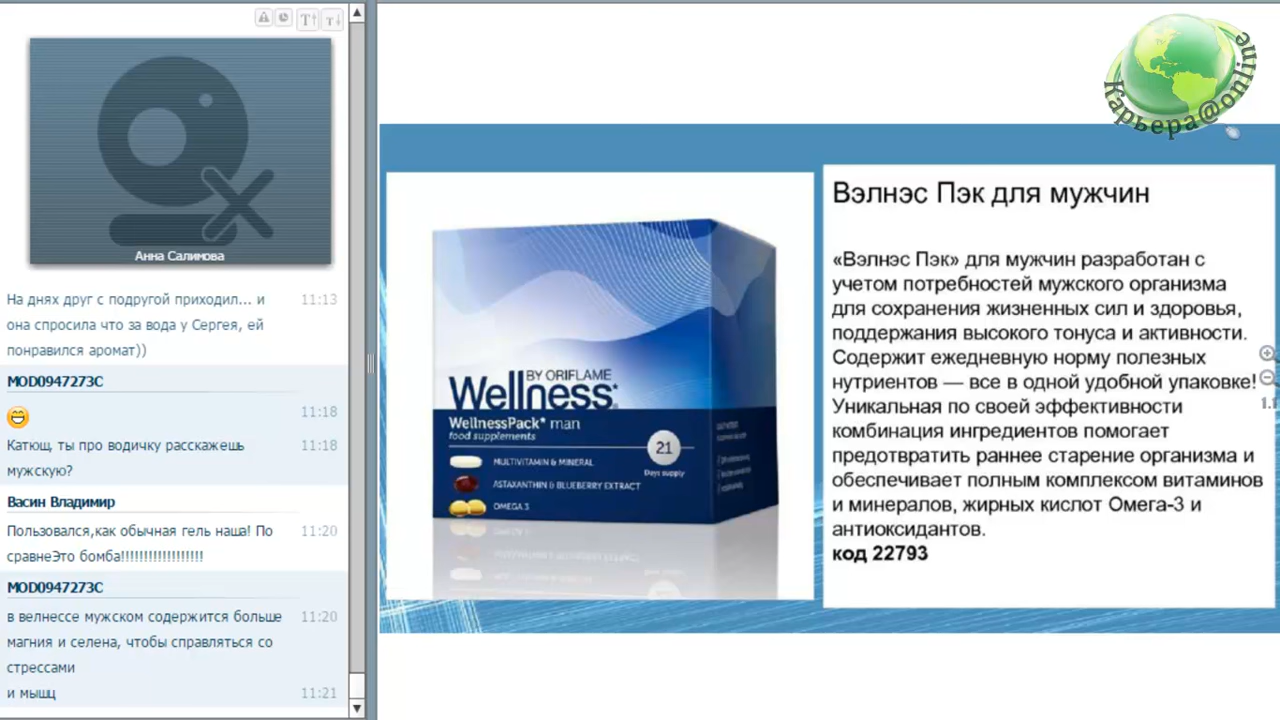 Анна Салимова
На днях друг с подругой приходил... и 11:13
она спросила что за вода у Сергея, ей
понравился аромат))
MOD0947273C
11:18
Катющ, ты про водичку расскажешь 11:18
мужскую?
Васин Владимир
Пользовался,как обычная гель наша! По 11:20
сравнеЭто бомба!!!!!!!!!!!!!!!!!!
MOD0947273C
в велнессе мужском содержится больше 11:20
магния и селена, чтобы справляться со
стрессами
и мышц 11:21
Карьера@online
BY ORIFLAME
Wellness
WellnessPack* man
food supplements
21
Days supply
MULTIVITAMIN & MINERAL
ASTAXANTHIN & BLUEBERRY EXTRACT
OMEGA 3
Вэлнэс Пэк для мужчин
«Вэлнэс Пэк» для мужчин разработан с
учетом потребностей мужского организма
для сохранения жизненных сил и здоровья,
поддержания высокого тонуса и активности.
Содержит ежедневную норму полезных
нутриентов — все в одной удобной упаковке!
Уникальная по своей эффективности
комбинация ингредиентов помогает
предотвратить раннее старение организма и
обеспечивает полным комплексом витаминов
и минералов, жирных кислот Омега-3 и
антиоксидантов.
код 22793